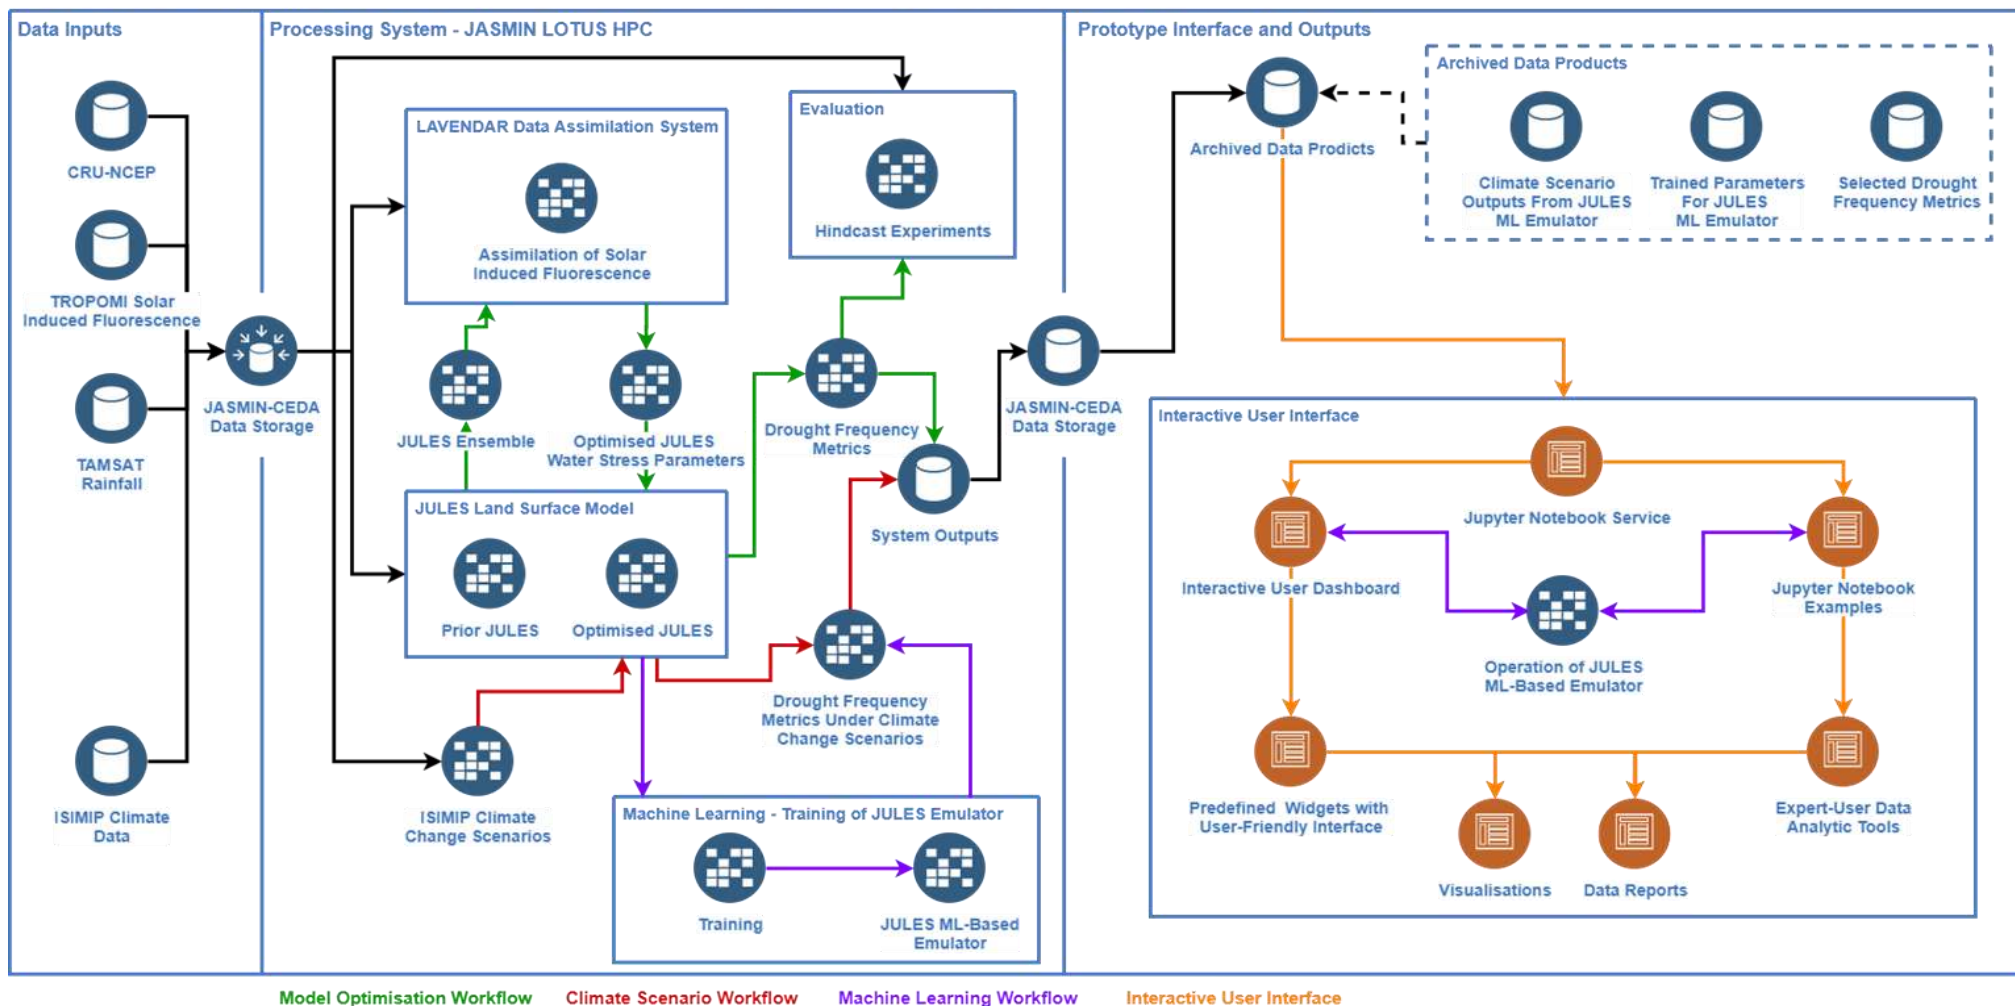 Data Inputs
CRU-NCEP
TROPOMI Solar
Induced Fluorescence
TAMSAT
Rainfall
ISIMIP Climate
Data
JASMIN-CEDA
Data Storage
Processing System - JASMIN LOTUS HPC
LAVENDAR Data Assimilation System
Assimilation of Solar
Induced Fluorescence
Evaluation
Hindcast Experiments
JULES Ensemble
Optimised JULES
Water Stress Parameters
Drought Frequency
Metrics
JULES Land Surface Model
Prior JULES
Optimised JULES
System Outputs
Drought Frequency
Metrics Under Climate
Change Scenarios
ISIMIP Climate
Change Scenarios
Machine Learning - Training of JULES Emulator
Training
JULES ML-Based
Emulator
JASMIN-CEDA
Data Storage
Prototype Interface and Outputs
Archived Data Prodicts
Archived Data Products
Climate Scenario
Outputs From JULES
ML Emulator
Trained Parameters
For JULES
ML Emulator
Selected Drought
Frequency Metrics
Interactive User Interface
Jupyter Notebook Service
Interactive User Dashboard
Jupyter Notebook
Examples
Operation of JULES
ML-Based Emulator
Predefined Widgets with
User-Friendly Interface
Expert-User Data
Analytic Tools
Visualisations
Data Reports
Model Optimisation Workflow
Climate Scenario Workflow
Machine Learning Workflow
Interactive User Interface